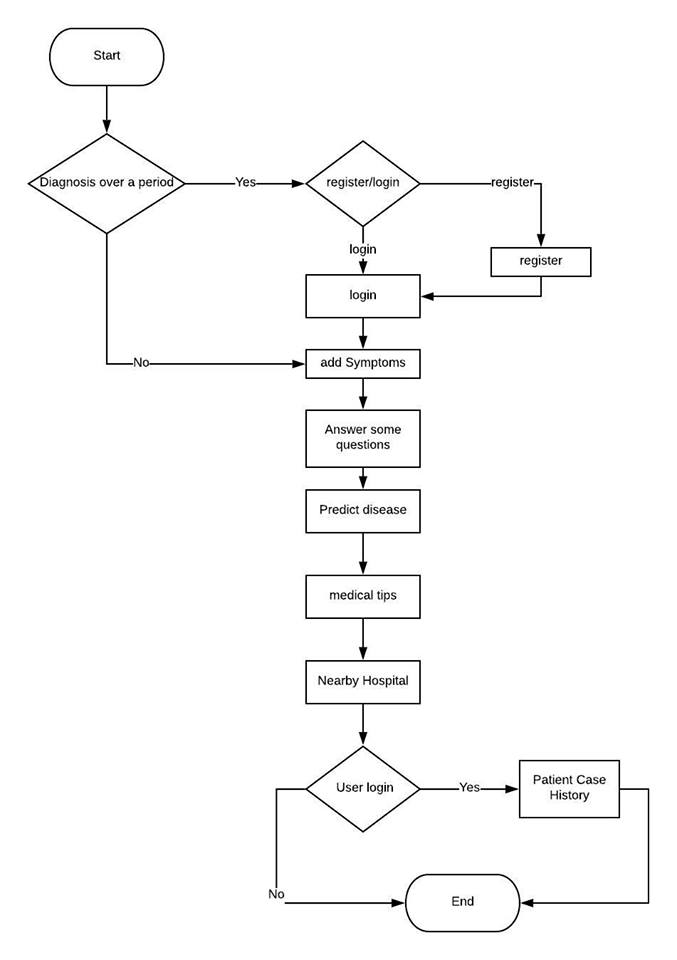 Start
Diagnosis over a period
Yes
register/login
register
login
register
login
No
add Symptoms
Answer some
questions
Predict disease
medical tips
Nearby Hospital
User login
Yes
Patient Case
History
No
End